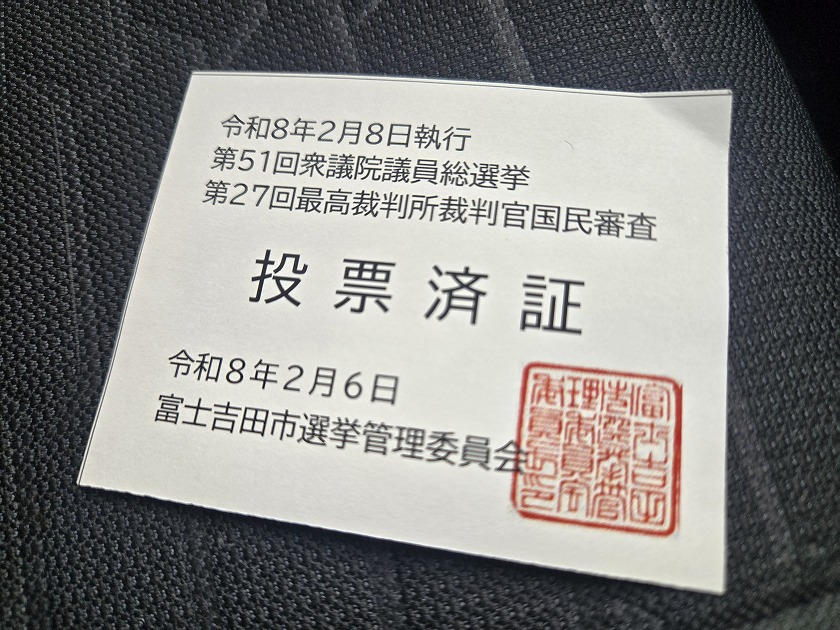 令和8年2月8日執行
第51回衆議院議員総選挙
第27回最高裁判所裁判官国民審査
投票済証
令和8年2月6日
富士吉田市選挙管理委員会